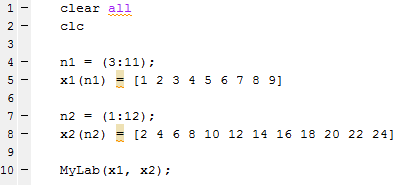 1 - clear all
2 - clc
3
4 - n1 = (3:11);
5 - x1(n1) = [1 2 3 4 5 6 7 8 9]
6
7 - n2 = (1:12);
8 - x2(n2) = [2 4 6 8 10 12 14 16 18 20 22 24]
9
10 - MyLab(x1, x2);